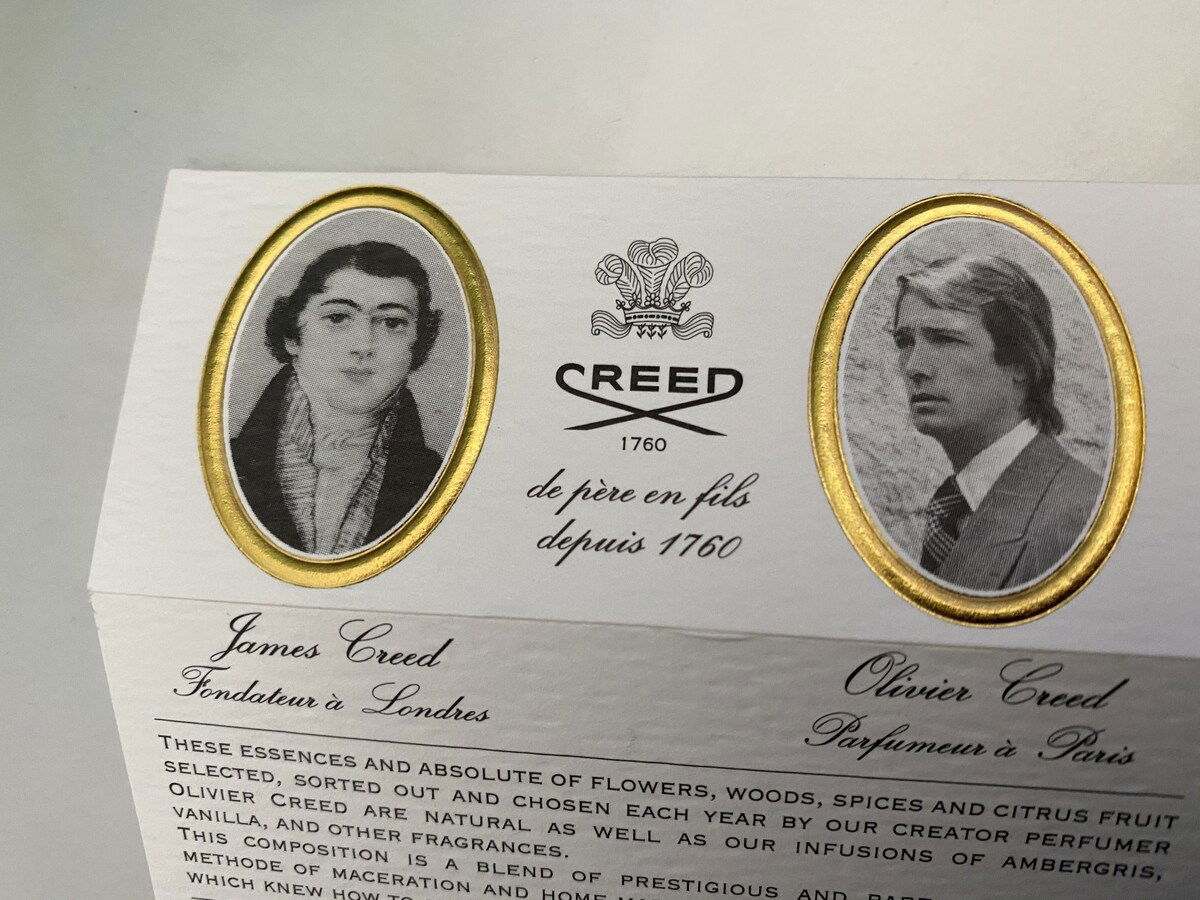 CREED
1760
de père en fils
depuis 1760
James Creed
Fondateur à Londres
Olivier Creed
Parfumeur à Paris
THESE ESSENCES AND ABSOLUTE OF FLOWERS, WOODS, SPICES AND CITRUS FRUIT
SELECTED, SORTED OUT AND CHOSEN EACH YEAR BY OUR CREATOR PERFUMER
OLIVIER CREED ARE NATURAL AS WELL AS OUR INFUSIONS OF AMBERGRIS,
VANILLA, AND OTHER FRAGRANCES.
THIS COMPOSITION IS A BLEND OF PRESTIGIOUS AND
METHODE OF MACERATION AND HOME
WHICH KNEW HOW TO